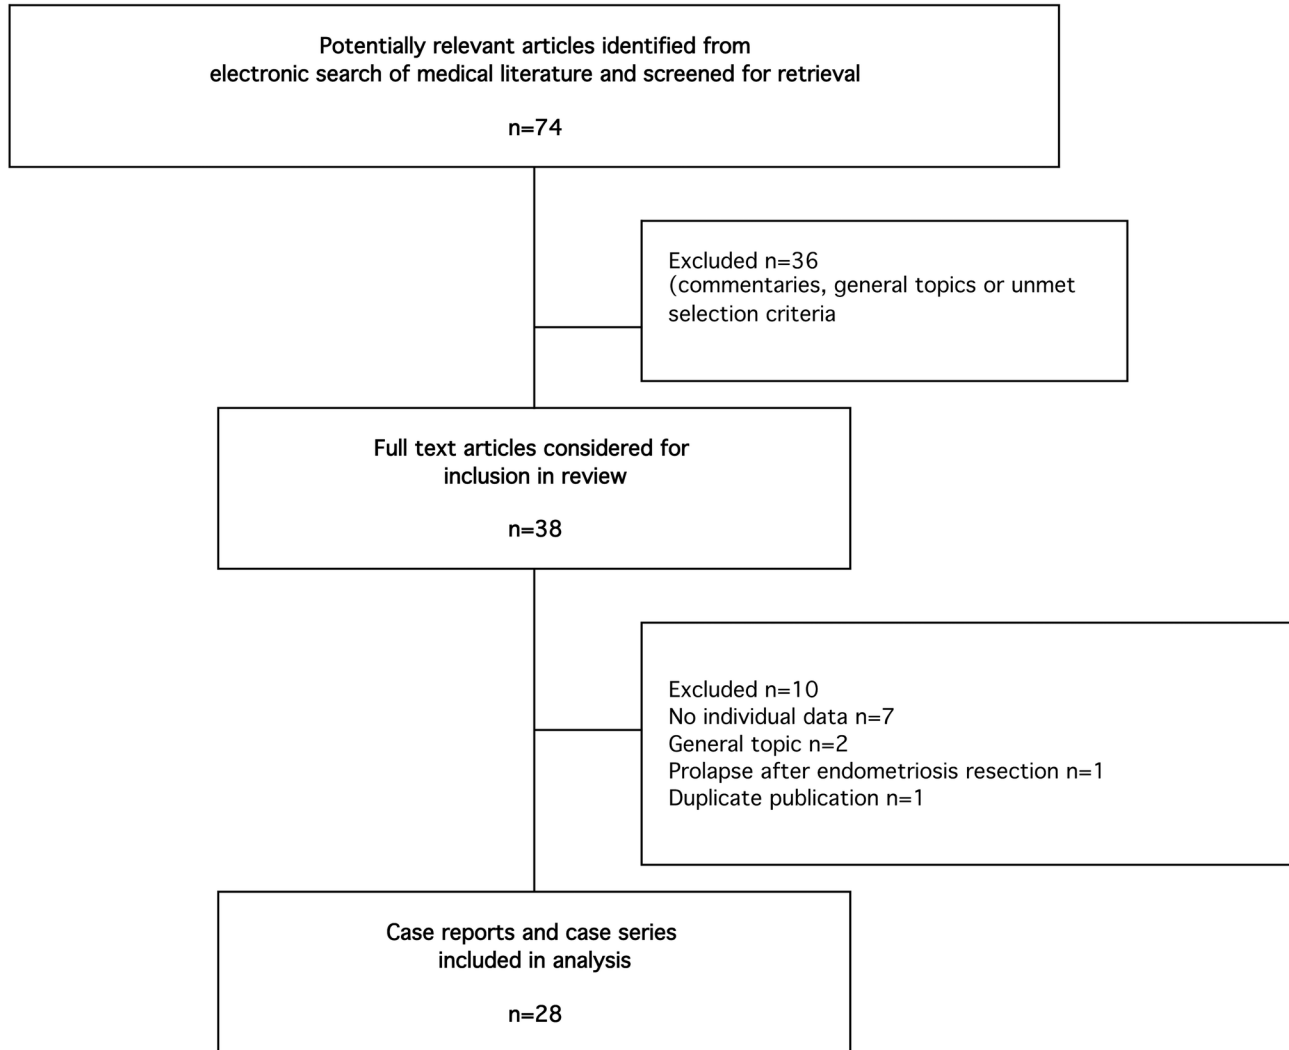 Potentially relevant articles identified from
electronic search of medical literature and screened for retrieval
n=74
Excluded n=36
(commentaries, general topics or unmet
selection criteria
Full text articles considered for
inclusion in review
n=38
Excluded n=10
No individual data n=7
General topic n=2
Prolapse after endometriosis resection n=1
Duplicate publication n=1
Case reports and case series
included in analysis
n=28